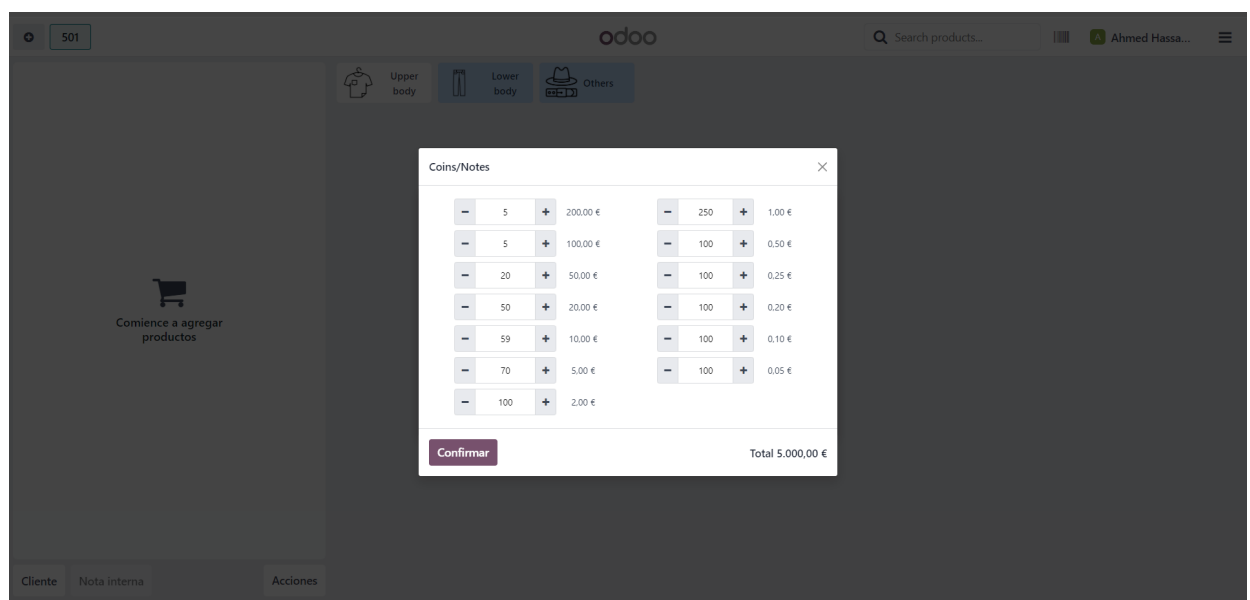 501
odoo
Search products...
A
Ahmed Hassa...
Upper
body
Lower
body
Others
Coins/Notes
5 200,00 €
250 1,00 €
5 100,00 €
100 0,50 €
20 50,00 €
100 0,25 €
50 20,00 €
100 0,20 €
59 10,00 €
100 0,10 €
70 5,00 €
100 0,05 €
100 2,00 €
Confirmar
Total 5.000,00 €
Comience a agregar
productos
Cliente
Nota interna
Acciones